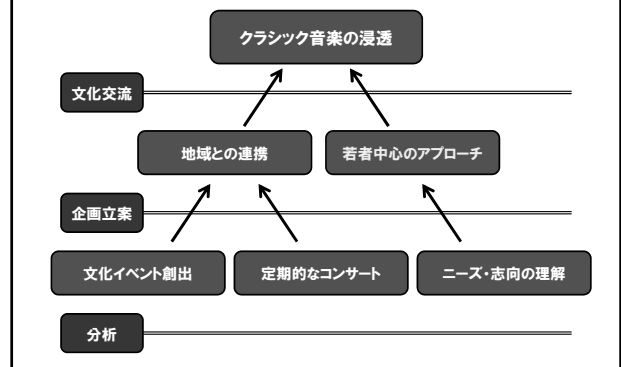 クラシック音楽の浸透
文化交流
地域との連携
若者中心のアプローチ
企画立案
文化イベント創出
定期的なコンサート
ニーズ・志向の理解
分析